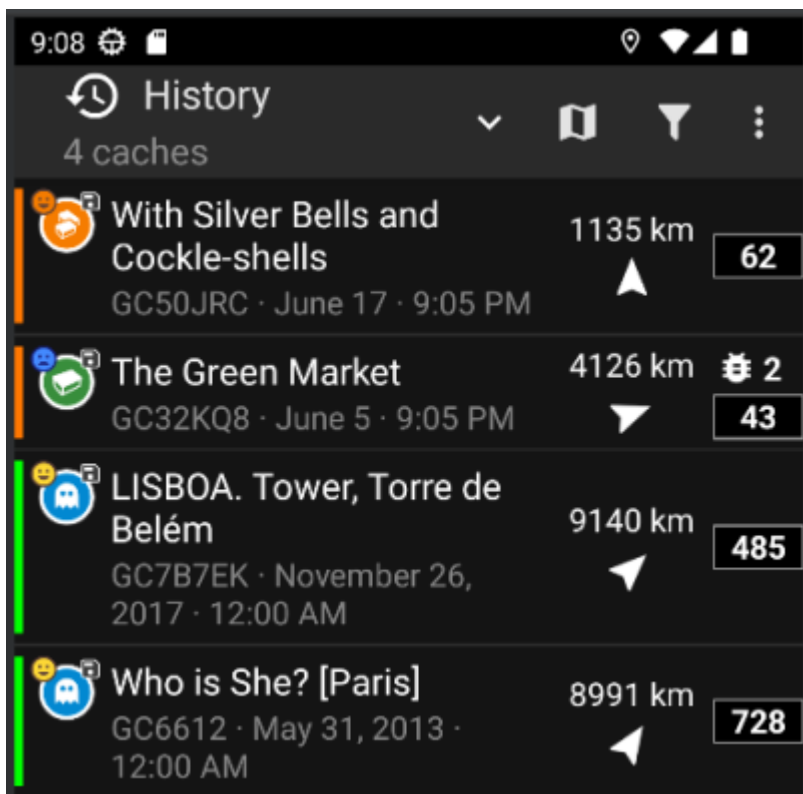 9:08
History
4 caches
With Silver Bells and
Cockle-shells
GC50JRC · June 17 · 9:05 PM
1135 km
62
The Green Market
GC32KQ8 · June 5 · 9:05 PM
4126 km
2
43
LISBOA. Tower, Torre de
Belém
GC7B7EK · November 26,
2017 · 12:00 AM
9140 km
485
Who is She? [Paris]
GC6612 · May 31, 2013 ·
12:00 AM
8991 km
728